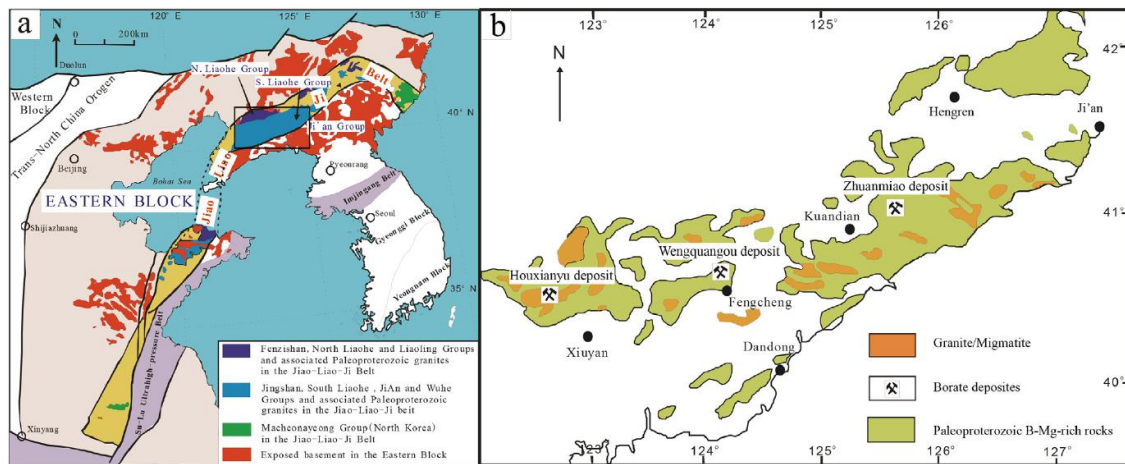 a
N
0 200km
120°E
125°E
130°E
Duolun
Western
Block
Trans-North China Orogen
N. Liaohe Group
S. Liaohe Group
Ji
Belt
Ji'an Group
40°N
Beijing
Bohai Sea
Liao
Pyeonrang
Imjingang Belt
EASTERN BLOCK
Jiao
Seoul
Gyeonggi Block
Shijiazhuang
35°N
Yeongnam Block
Su-Lu Ultrahigh-pressure Belt
Xinyang
Fenzishan, North Liaohe and Liaoling Groups
and associated Paleoproterozoic granites
in the Jiao-Liao-Ji Belt
Jingshan, South Liaohe , JiAn and Wuhe
Groups and associated Paleoproterozoic
granites in the Jiao-Liao-Ji beit
Macheonayeong Group(North Korea)
in the Jiao-Liao-Ji Belt
Exposed basement in the Eastern Block
b
123°
124°
125°
126°
42°
N
Hengren
Ji'an
Zhuanmiao deposit
Kuandian
41°
Wengquangou deposit
Houxianyu deposit
Fengcheng
Xiuyan
Dandong
40°
Granite/Migmatite
Borate deposites
Paleoproterozoic B-Mg-rich rocks
123°
124°
125°
126°
127°